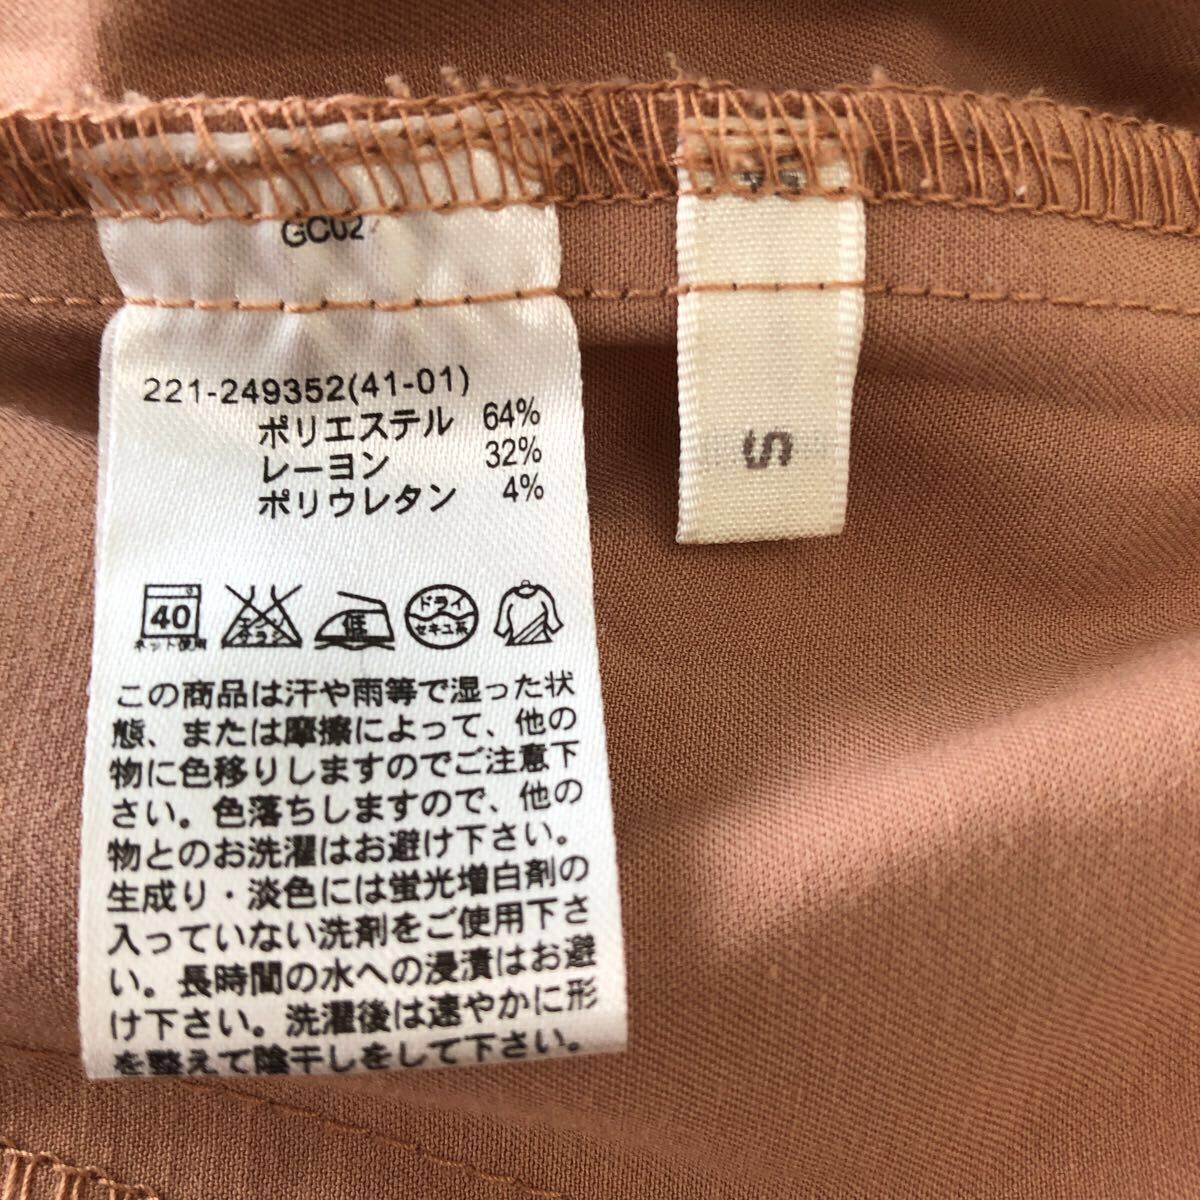 GC02
221-249352(41-01)
ポリエステル 64%
レーヨン 32%
ポリウレタン 4%
40
ネット使用
エンソ
サラシ
低
ドライ
セキユ系
この商品は汗や雨等で湿った状
態、または摩擦によって、他の
物に色移りしますのでご注意下
さい。色落ちしますので、他の
物とのお洗濯はお避け下さい。
生成り・淡色には蛍光増白剤の
入っていない洗剤をご使用下さ
い。長時間の水への浸漬はお避
け下さい。洗濯後は速やかに形
を整えて陰干しをして下さい。
S